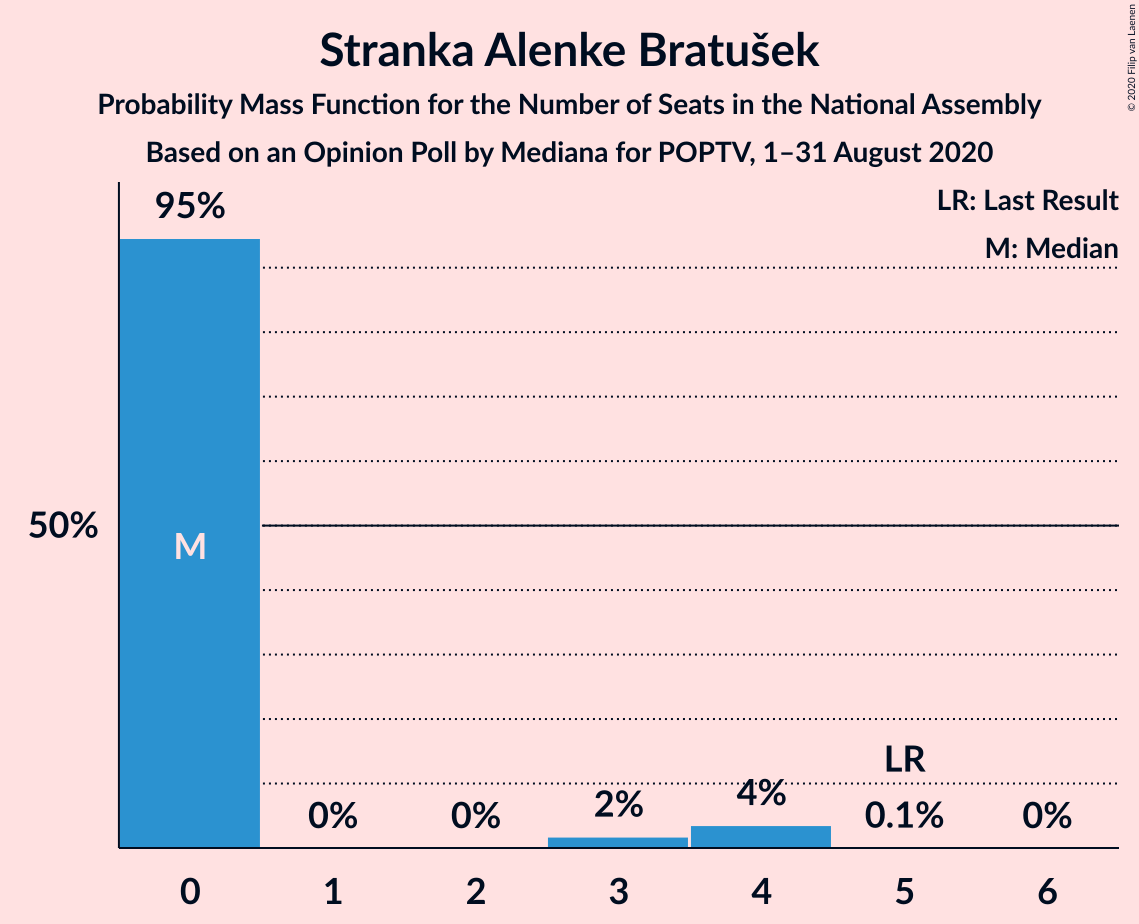 Stranka Alenke Bratušek
Probability Mass Function for the Number of Seats in the National Assembly
Based on an Opinion Poll by Mediana for POPTV, 1–31 August 2020
© 2020 Filip van Laenen
LR: Last Result
M: Median
95%
50%
M
0%
0%
2%
4%
LR
0.1%
0%
0 1 2 3 4 5 6